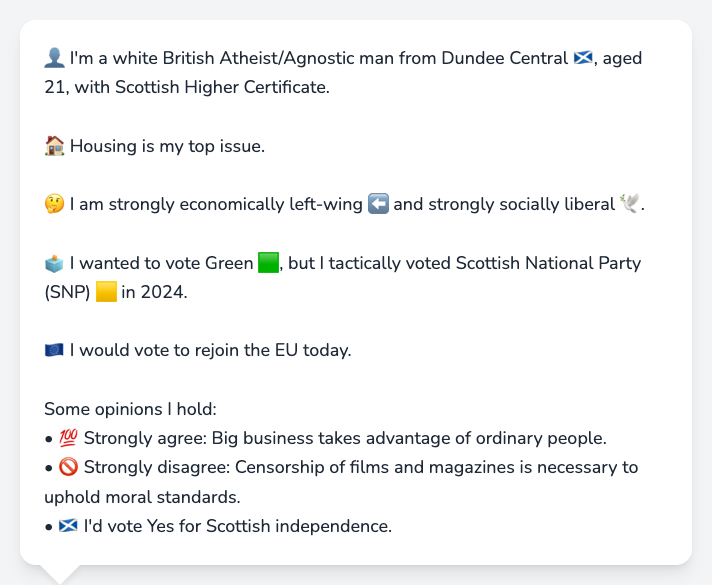 👤 I'm a white British Atheist/Agnostic man from Dundee Central 🏴󠁧󠁢󠁳󠁣󠁴󠁿, aged
21, with Scottish Higher Certificate.
🏠 Housing is my top issue.
🤔 I am strongly economically left-wing ⬅️ and strongly socially liberal 🕊️.
🗳️ I wanted to vote Green 🟩, but I tactically voted Scottish National Party
(SNP) 🟨 in 2024.
🇪🇺 I would vote to rejoin the EU today.
Some opinions I hold:
• 💯 Strongly agree: Big business takes advantage of ordinary people.
• 🚫 Strongly disagree: Censorship of films and magazines is necessary to
uphold moral standards.
• 🏴󠁧󠁢󠁳󠁣󠁴󠁿 I'd vote Yes for Scottish independence.